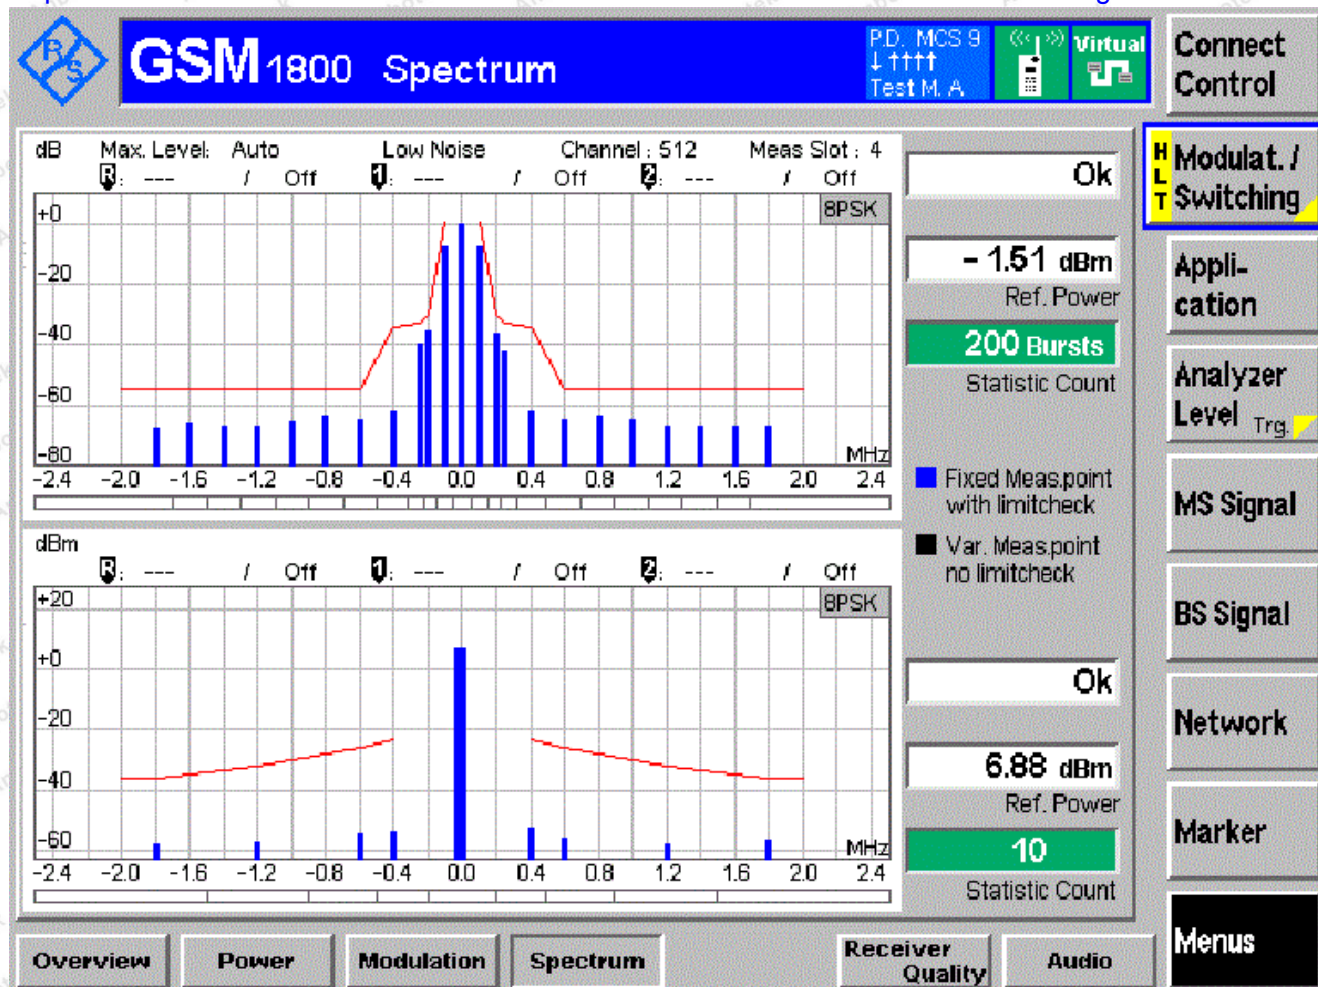 R&S
GSM 1800 Spectrum
P.D. MCS 9
↓↑↑↑↑
Test M. A
Virtual
Connect
Control
dB Max. Level: Auto Low Noise Channel : 512 Meas Slot : 4
R : --- / Off 1 : --- / Off 2 : --- / Off
8PSK
+0
-20
-40
-60
-80
MHz
-2.4 -2.0 -1.6 -1.2 -0.8 -0.4 0.0 0.4 0.8 1.2 1.6 2.0 2.4
Ok
- 1.51 dBm
Ref. Power
200 Bursts
Statistic Count
Fixed Meas.point
with limitcheck
Var. Meas.point
no limitcheck
dBm
R : --- / Off 1 : --- / Off 2 : --- / Off
8PSK
+20
+0
-20
-40
-60
MHz
-2.4 -2.0 -1.6 -1.2 -0.8 -0.4 0.0 0.4 0.8 1.2 1.6 2.0 2.4
Ok
6.88 dBm
Ref. Power
10
Statistic Count
HLT
Modulat. /
Switching
Appli-
cation
Analyzer
Level Trg.
MS Signal
BS Signal
Network
Marker
Menus
Overview
Power
Modulation
Spectrum
Receiver
Quality
Audio